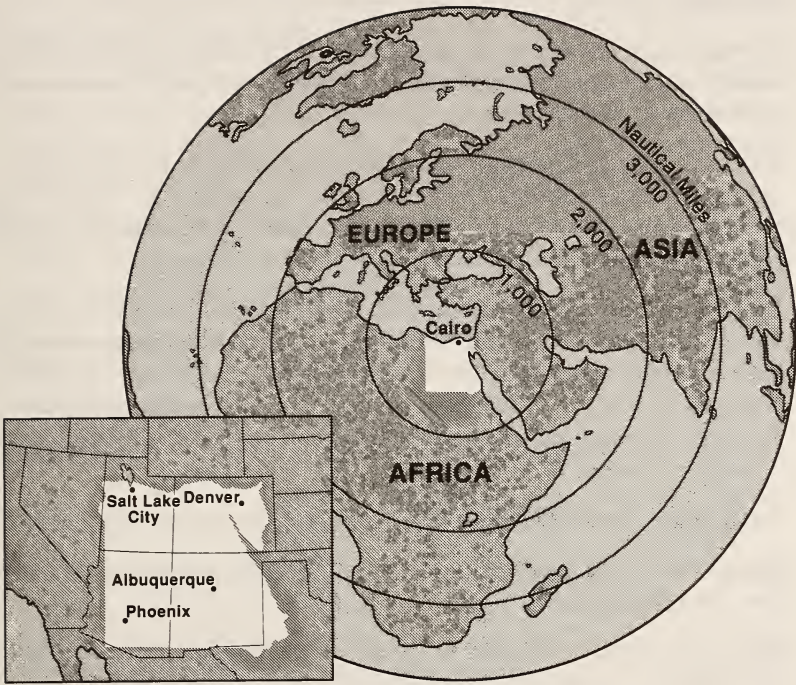 Nautical Miles
3,000
2,000
1,000
EUROPE
ASIA
Cairo
AFRICA
Salt Lake
City
Denver
Albuquerque
Phoenix